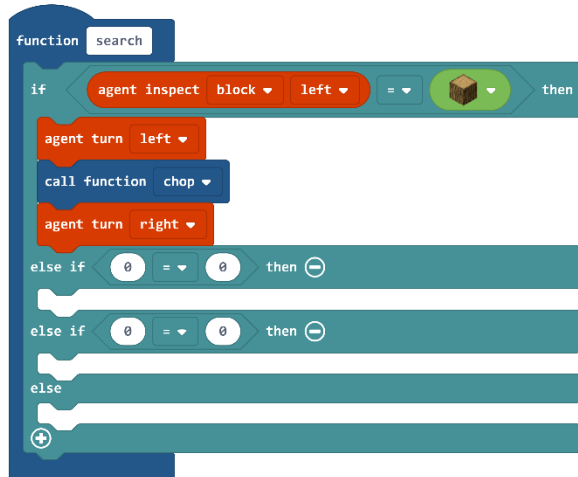 function search
if agent inspect block left = then
agent turn left
call function chop
agent turn right
else if 0 = 0 then
else if 0 = 0 then
else